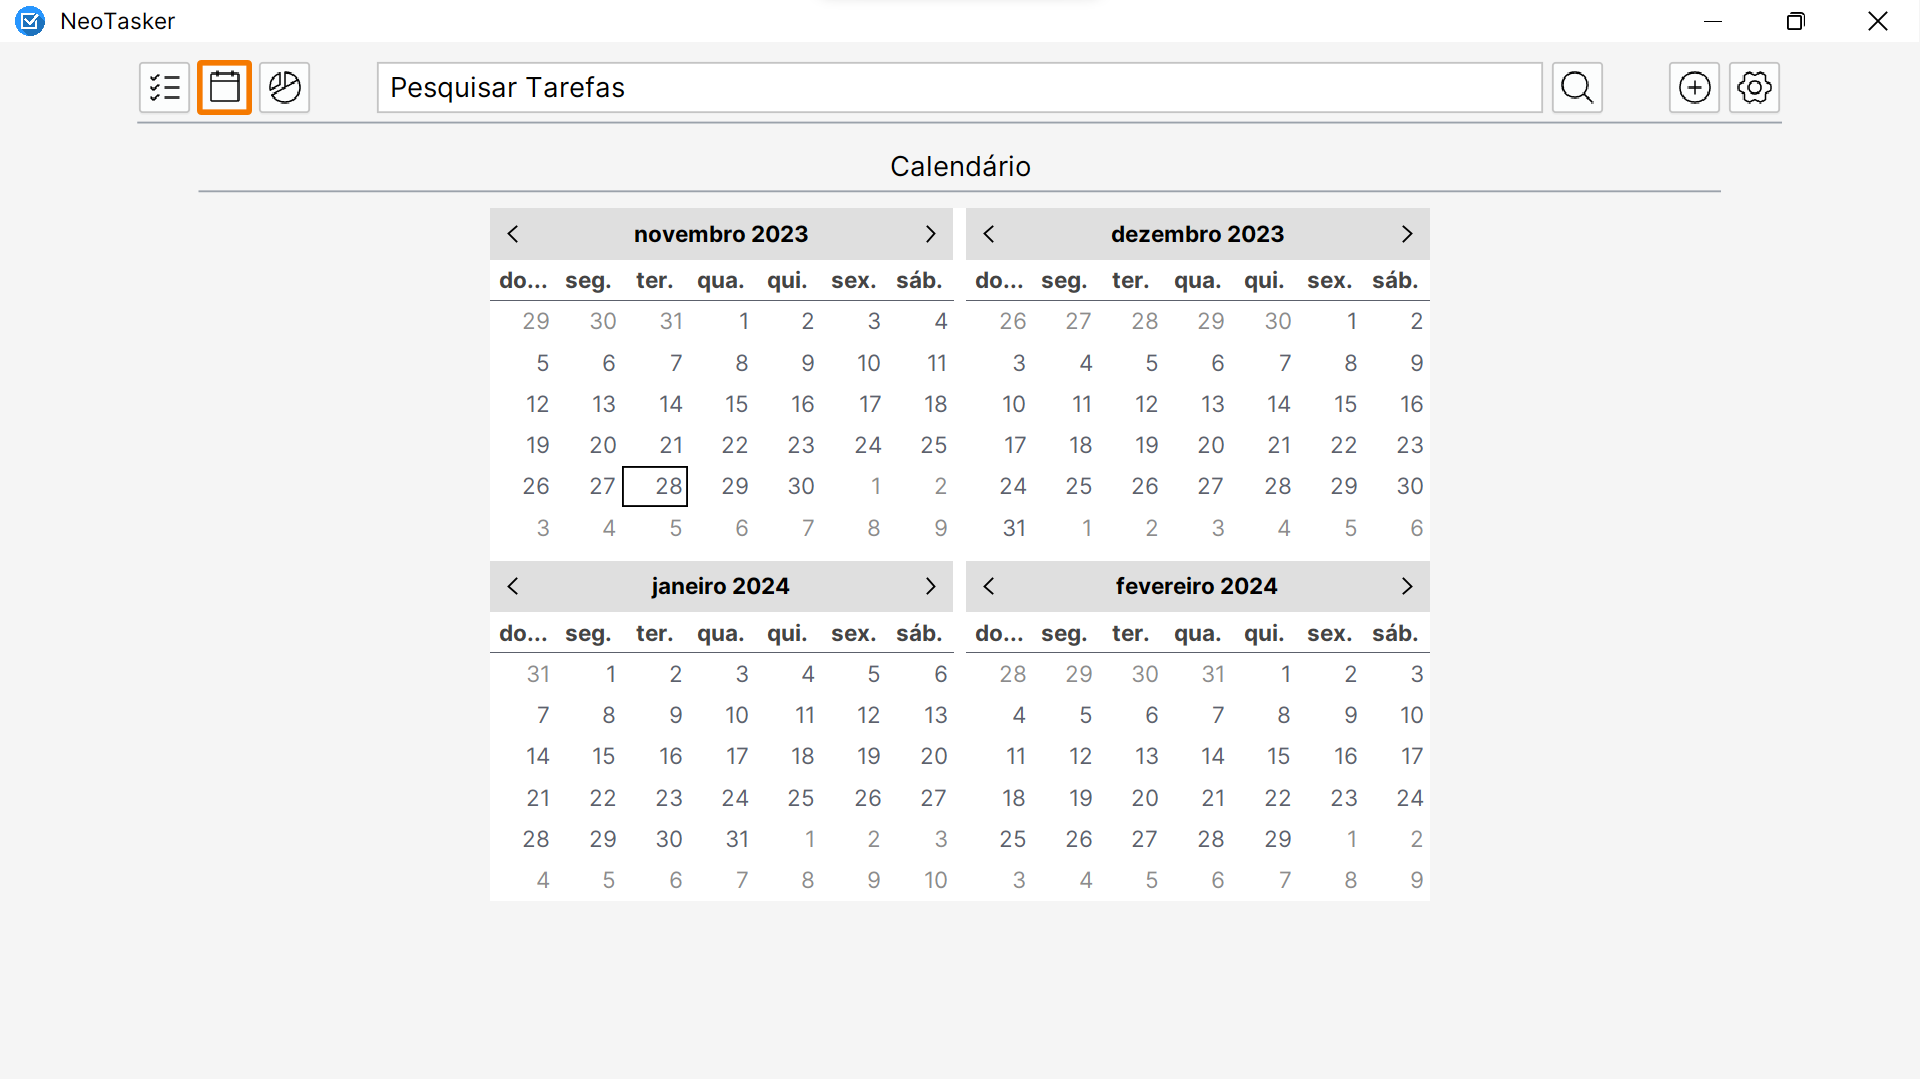 NeoTasker
Pesquisar Tarefas
Calendário
novembro 2023
do... seg. ter. qua. qui. sex. sáb.
29 30 31 1 2 3 4
5 6 7 8 9 10 11
12 13 14 15 16 17 18
19 20 21 22 23 24 25
26 27 28 29 30 1 2
3 4 5 6 7 8 9
dezembro 2023
do... seg. ter. qua. qui. sex. sáb.
26 27 28 29 30 1 2
3 4 5 6 7 8 9
10 11 12 13 14 15 16
17 18 19 20 21 22 23
24 25 26 27 28 29 30
31 1 2 3 4 5 6
janeiro 2024
do... seg. ter. qua. qui. sex. sáb.
31 1 2 3 4 5 6
7 8 9 10 11 12 13
14 15 16 17 18 19 20
21 22 23 24 25 26 27
28 29 30 31 1 2 3
4 5 6 7 8 9 10
fevereiro 2024
do... seg. ter. qua. qui. sex. sáb.
28 29 30 31 1 2 3
4 5 6 7 8 9 10
11 12 13 14 15 16 17
18 19 20 21 22 23 24
25 26 27 28 29 1 2
3 4 5 6 7 8 9